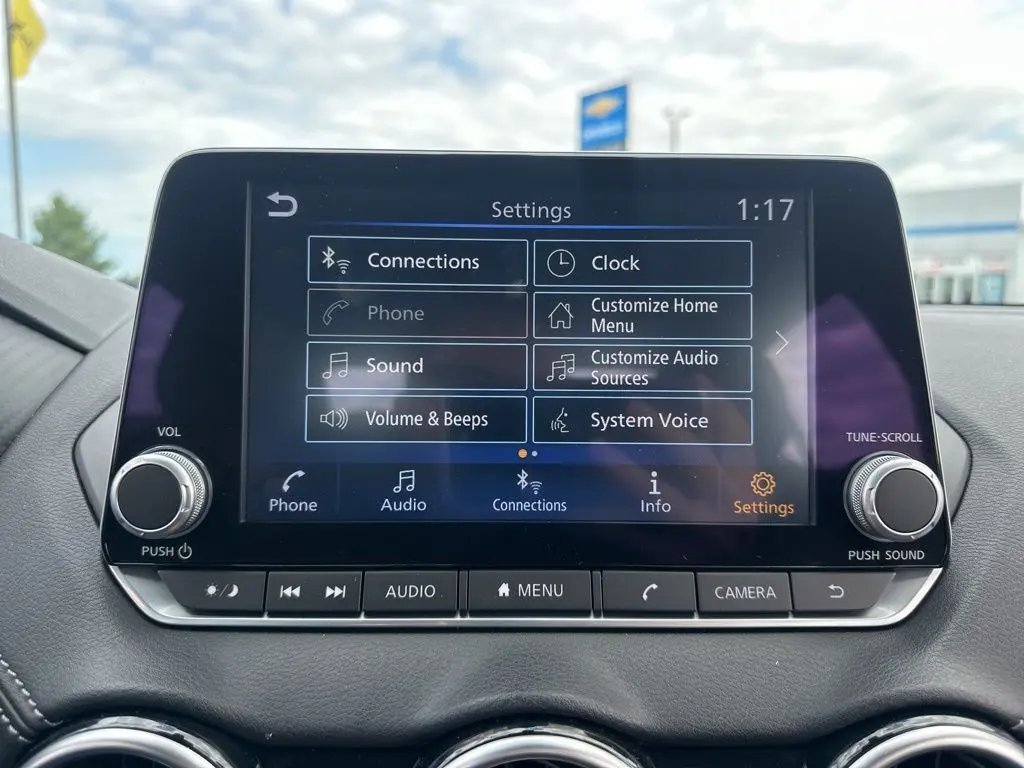 Settings
1:17
Connections
Clock
Phone
Customize Home
Menu
Sound
Customize Audio
Sources
Volume & Beeps
System Voice
Phone
Audio
Connections
Info
Settings
VOL
PUSH
TUNE·SCROLL
PUSH SOUND
AUDIO
MENU
CAMERA